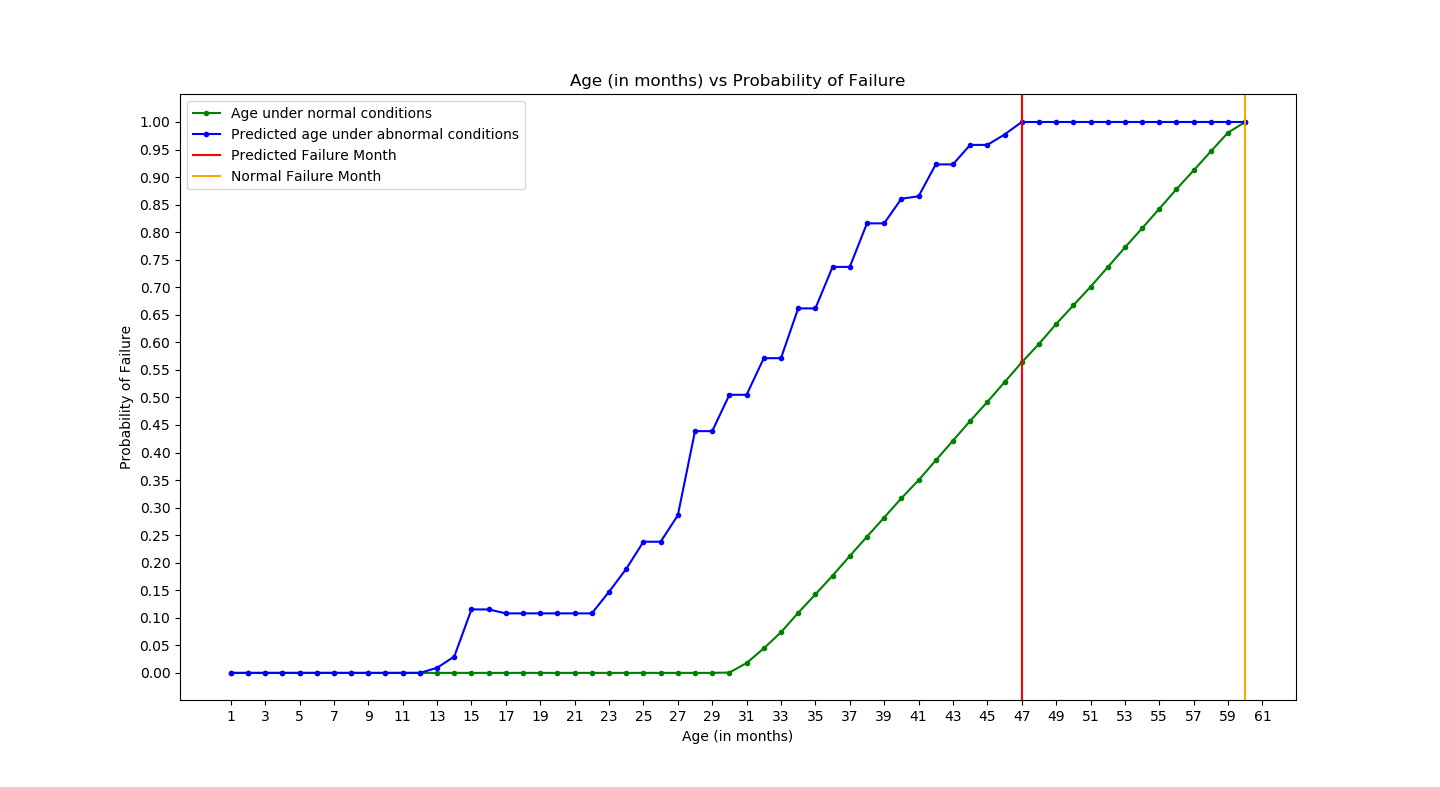 Age (in months) vs Probability of Failure
Age under normal conditions
Predicted age under abnormal conditions
Predicted Failure Month
Normal Failure Month
Probability of Failure
1.00
0.95
0.90
0.85
0.80
0.75
0.70
0.65
0.60
0.55
0.50
0.45
0.40
0.35
0.30
0.25
0.20
0.15
0.10
0.05
0.00
1 3 5 7 9 11 13 15 17 19 21 23 25 27 29 31 33 35 37 39 41 43 45 47 49 51 53 55 57 59 61
Age (in months)